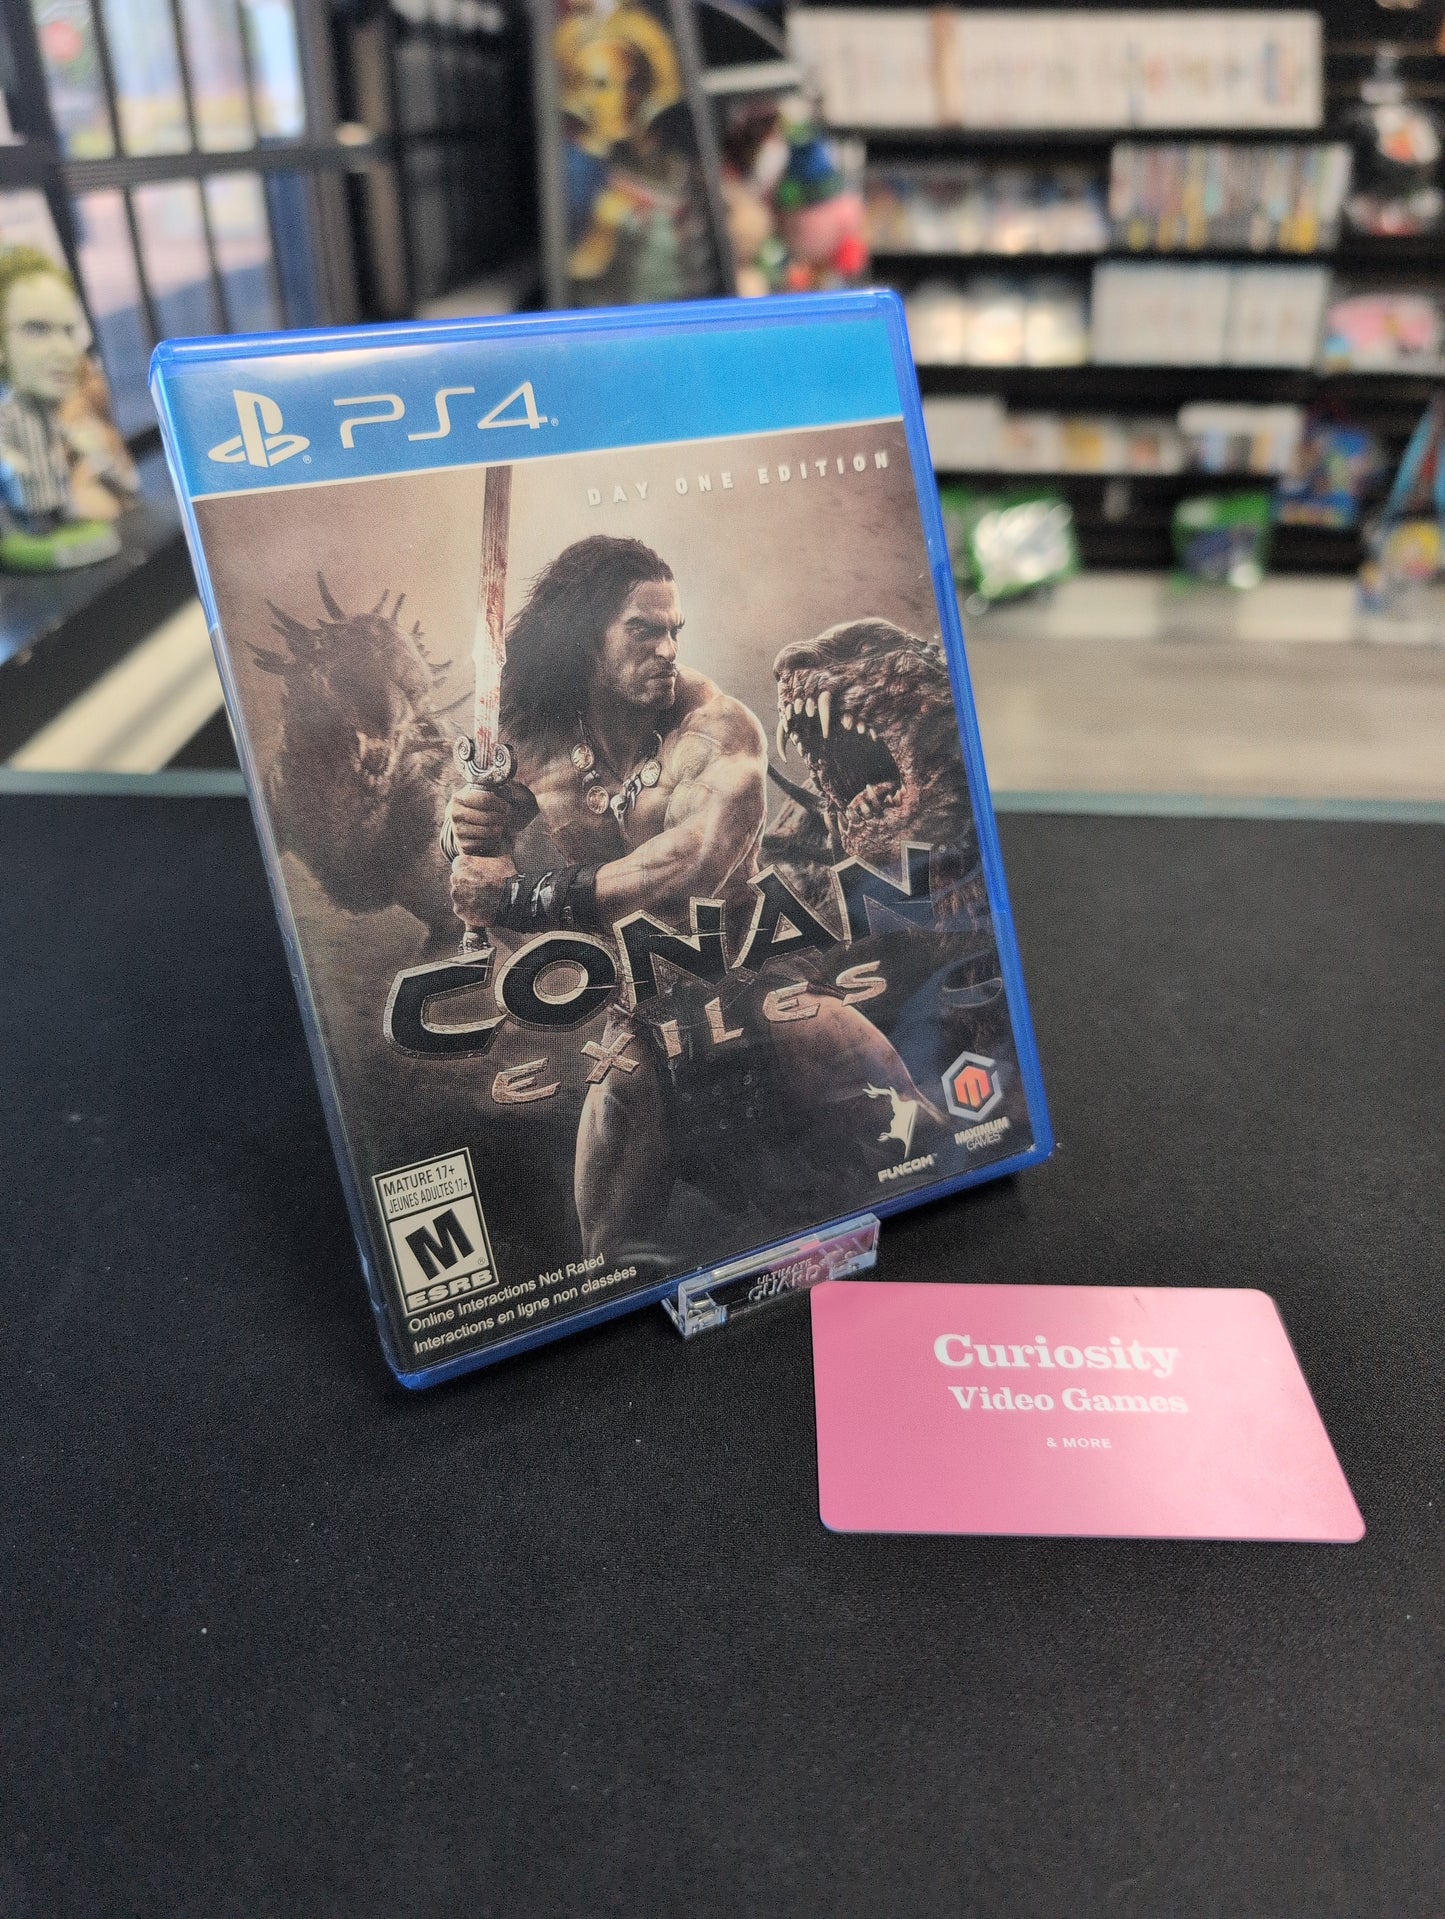 PS4
DAY ONE EDITION
CONAN
EXILES
FUNCOM
MAXIMUM
GAMES
MATURE 17+
JEUNES ADULTES 17+
M
ESRB
Online Interactions Not Rated
Interactions en ligne non classées
ULTIMATE
GUARD
Curiosity
Video Games
& MORE